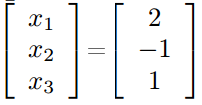 [ x₁ ] = [ 2 ]
[ x₂ ] = [ −1 ]
[ x₃ ] = [ 1 ]